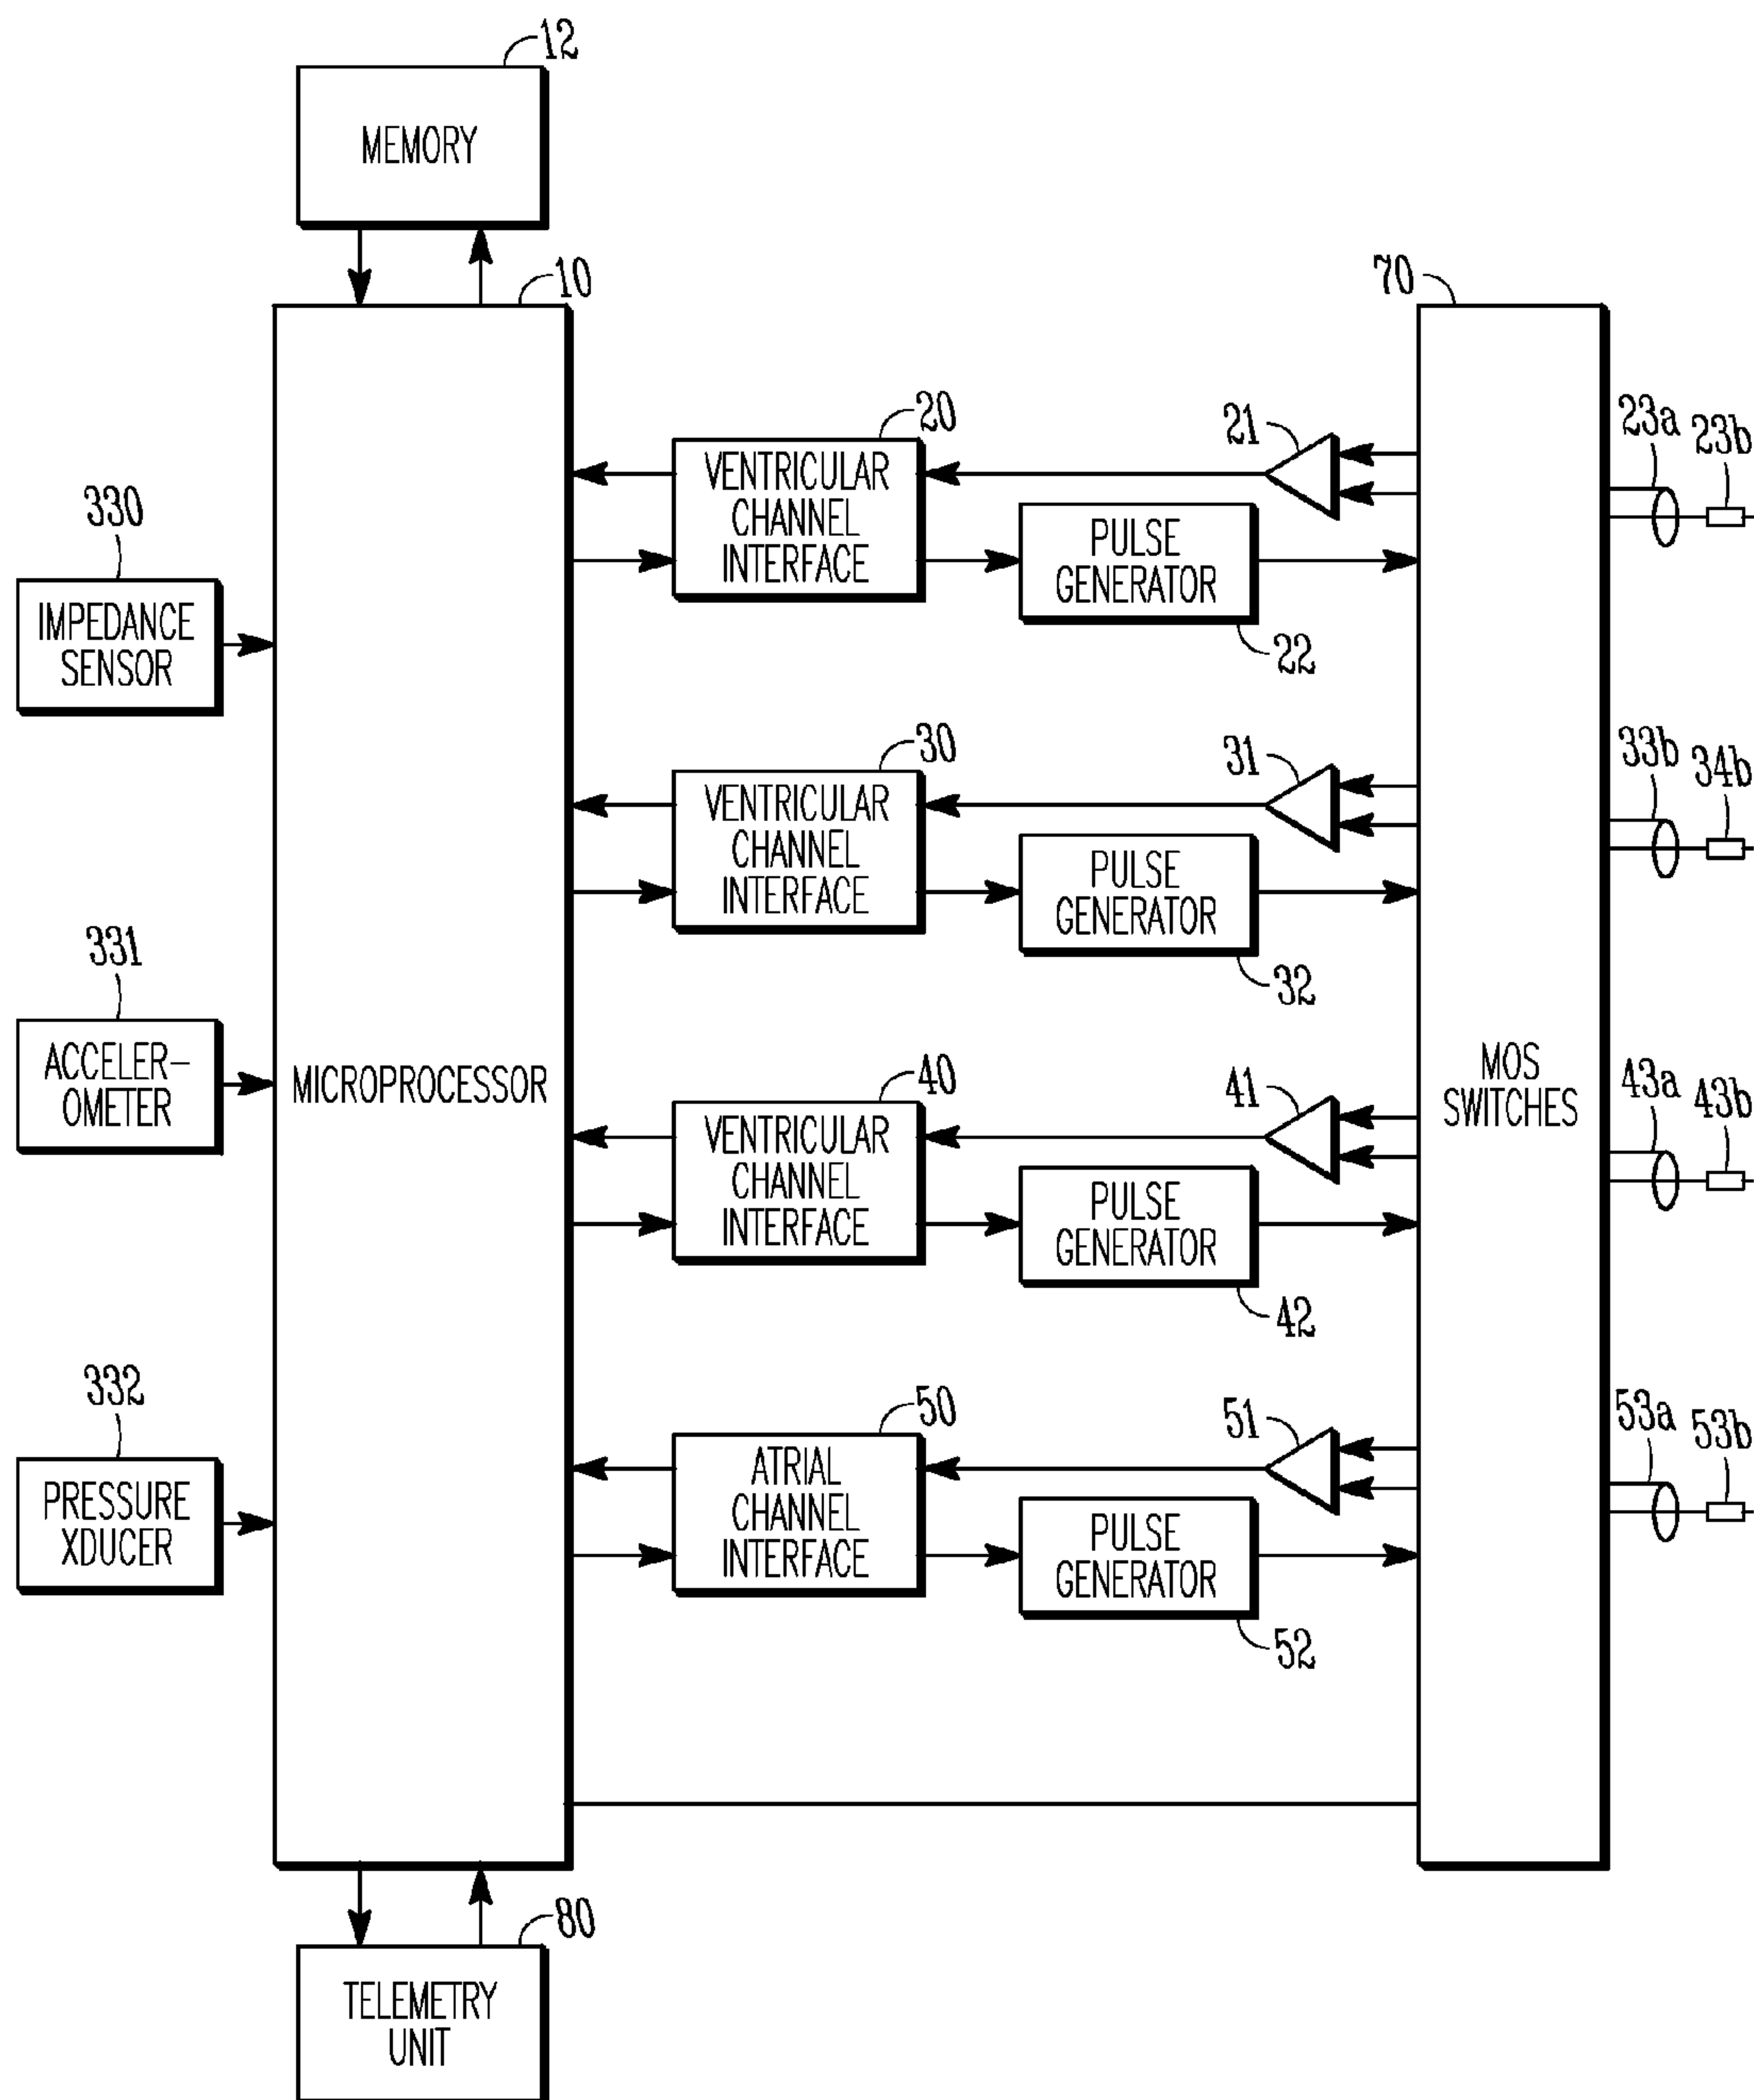 12
MEMORY
10
70
20
21
23a
23b
VENTRICULAR
CHANNEL
INTERFACE
PULSE
GENERATOR
22
330
IMPEDANCE
SENSOR
30
31
33b
34b
VENTRICULAR
CHANNEL
INTERFACE
PULSE
GENERATOR
32
331
ACCELER-
OMETER
MICROPROCESSOR
40
41
MOS
SWITCHES
43a
43b
VENTRICULAR
CHANNEL
INTERFACE
PULSE
GENERATOR
42
332
PRESSURE
XDUCER
50
51
53a
53b
ATRIAL
CHANNEL
INTERFACE
PULSE
GENERATOR
52
80
TELEMETRY
UNIT